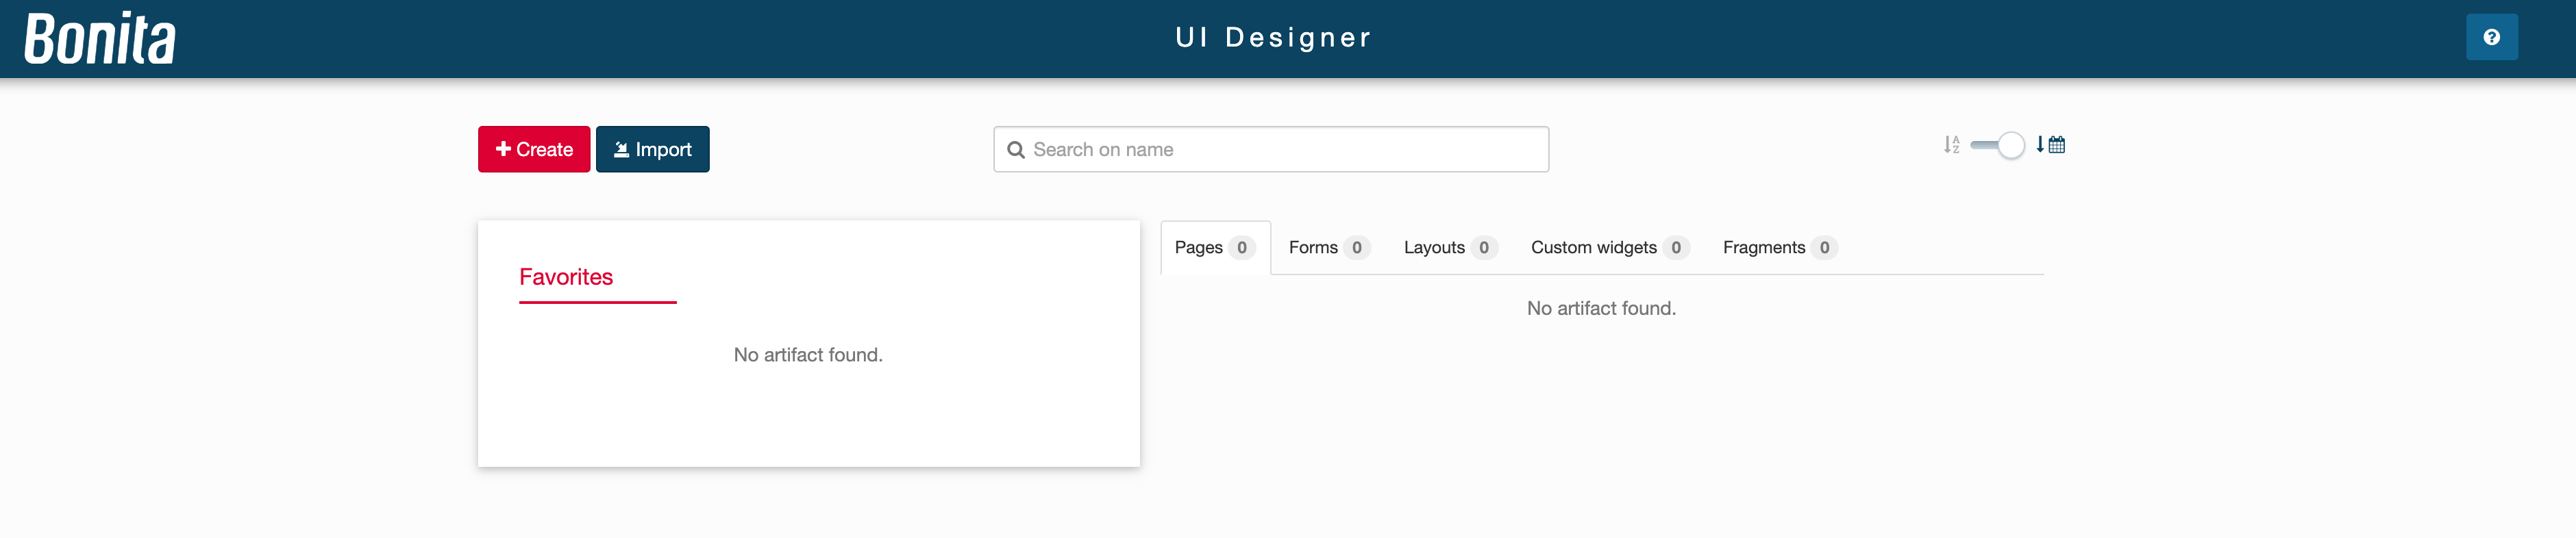 Bonita
UI Designer
Create
Import
Search on name
Favorites
No artifact found.
Pages 0 Forms 0 Layouts 0 Custom widgets 0 Fragments 0
No artifact found.